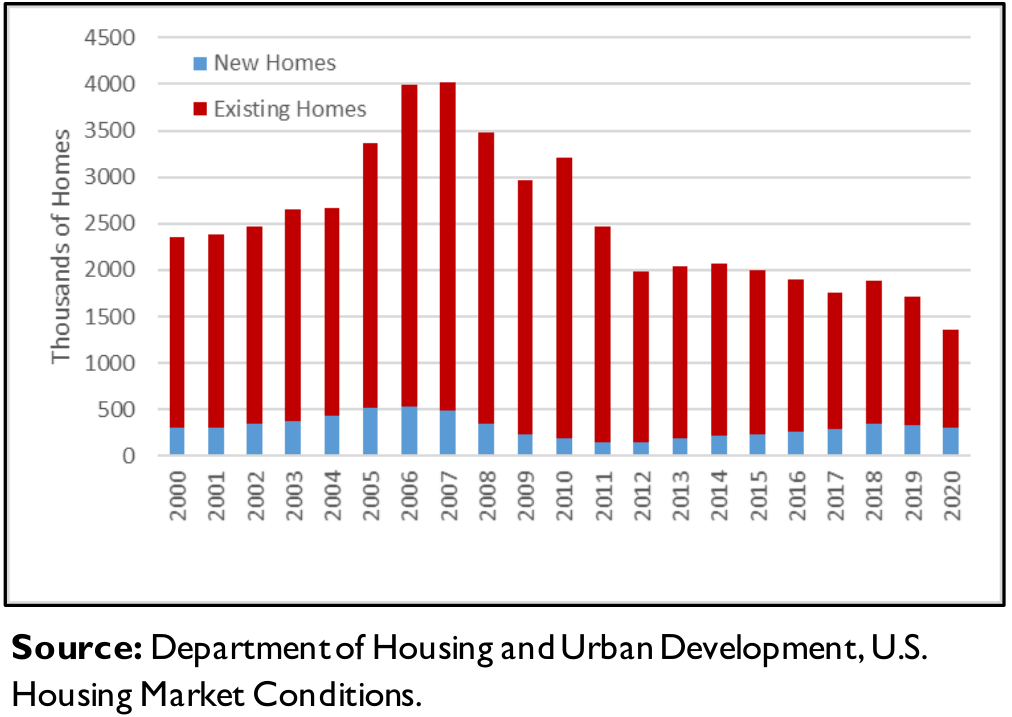 4500
New Homes
4000
Existing Homes
3500
3000
2500
2000
1500
1000
500
0
Thousands of Homes
2000 2001 2002 2003 2004 2005 2006 2007 2008 2009 2010 2011 2012 2013 2014 2015 2016 2017 2018 2019 2020
Source: Department of Housing and Urban Development, U.S.
Housing Market Conditions.